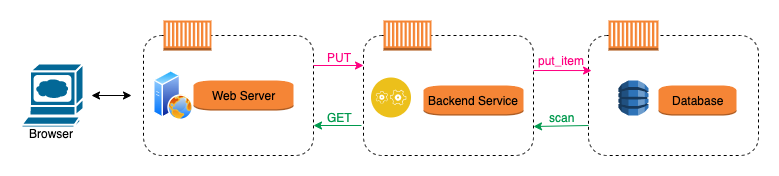 Browser
Web Server
PUT
GET
Backend Service
put_item
scan
Database